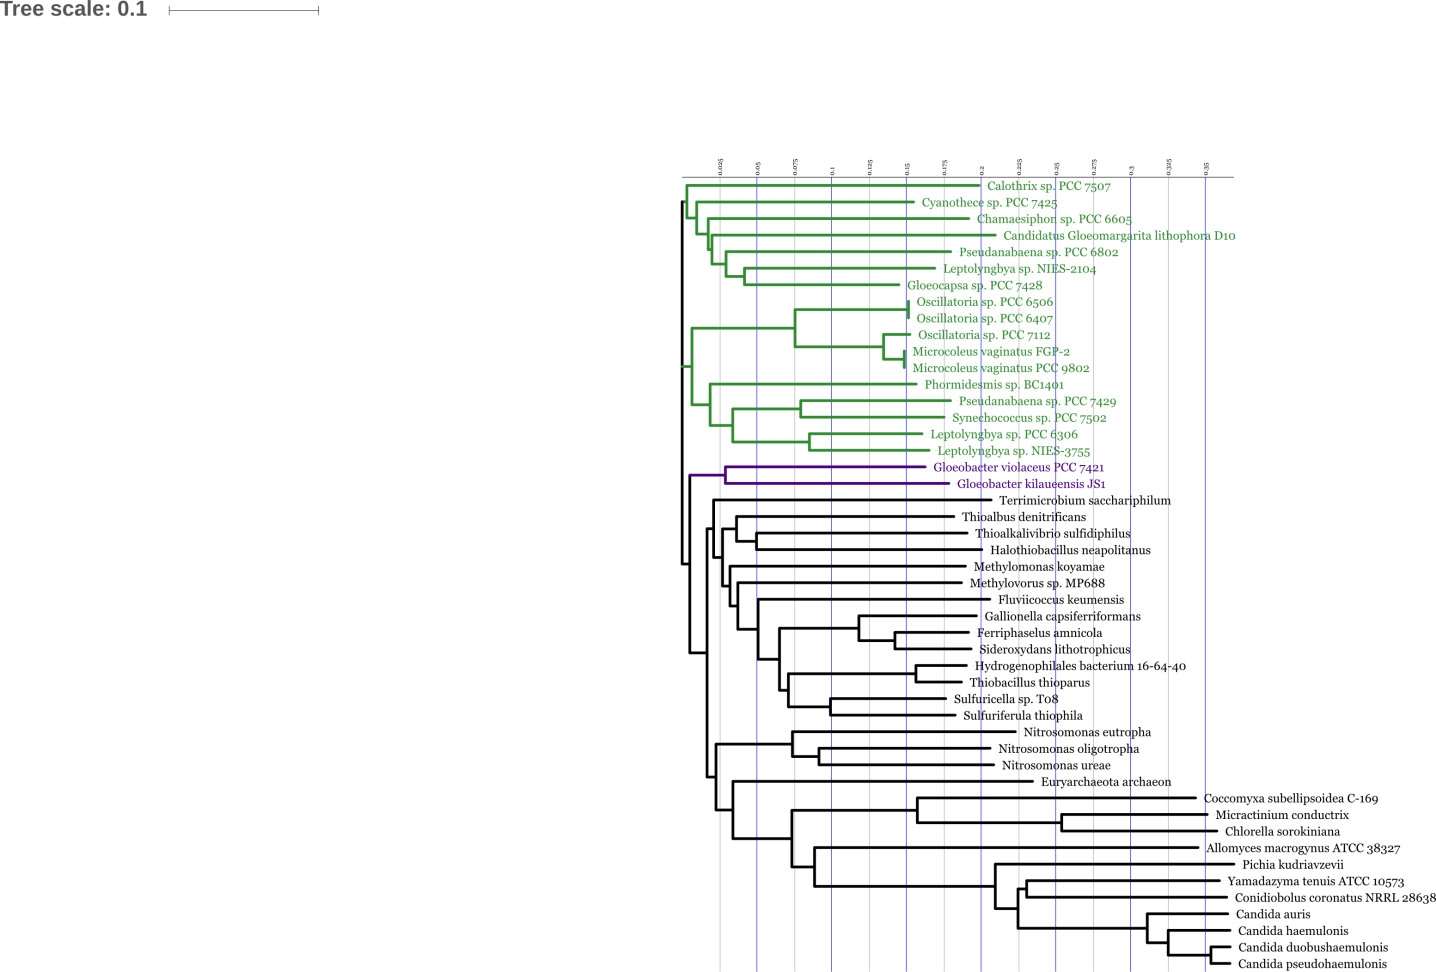 Tree scale: 0.1
0.025 0.05 0.075 0.1 0.125 0.15 0.175 0.2 0.225 0.25 0.275 0.3 0.325 0.35
Calothrix sp. PCC 7507
Cyanothece sp. PCC 7425
Chamaesiphon sp. PCC 6605
Candidatus Gloeomargarita lithophora D10
Pseudanabaena sp. PCC 6802
Leptolyngbya sp. NIES-2104
Gloeocapsa sp. PCC 7428
Oscillatoria sp. PCC 6506
Oscillatoria sp. PCC 6407
Oscillatoria sp. PCC 7112
Microcoleus vaginatus FGP-2
Microcoleus vaginatus PCC 9802
Phormidesmis sp. BC1401
Pseudanabaena sp. PCC 7429
Synechococcus sp. PCC 7502
Leptolyngbya sp. PCC 6306
Leptolyngbya sp. NIES-3755
Gloeobacter violaceus PCC 7421
Gloeobacter kilaueensis JS1
Terrimicrobium sacchariphilum
Thioalbus denitrificans
Thioalkalivibrio sulfidiphilus
Halothiobacillus neapolitanus
Methylomonas koyamae
Methylovorus sp. MP688
Fluviicoccus keumensis
Gallionella capsiferriformans
Ferriphaselus amnicola
Sideroxydans lithotrophicus
Hydrogenophilales bacterium 16-64-40
Thiobacillus thioparus
Sulfuricella sp. T08
Sulfuriferula thiophila
Nitrosomonas eutropha
Nitrosomonas oligotropha
Nitrosomonas ureae
Euryarchaeota archaeon
Coccomyxa subellipsoidea C-169
Micractinium conductrix
Chlorella sorokiniana
Allomyces macrogynus ATCC 38327
Pichia kudriavzevii
Yamadazyma tenuis ATCC 10573
Conidiobolus coronatus NRRL 28638
Candida auris
Candida haemulonis
Candida duobushaemulonis
Candida pseudohaemulonis